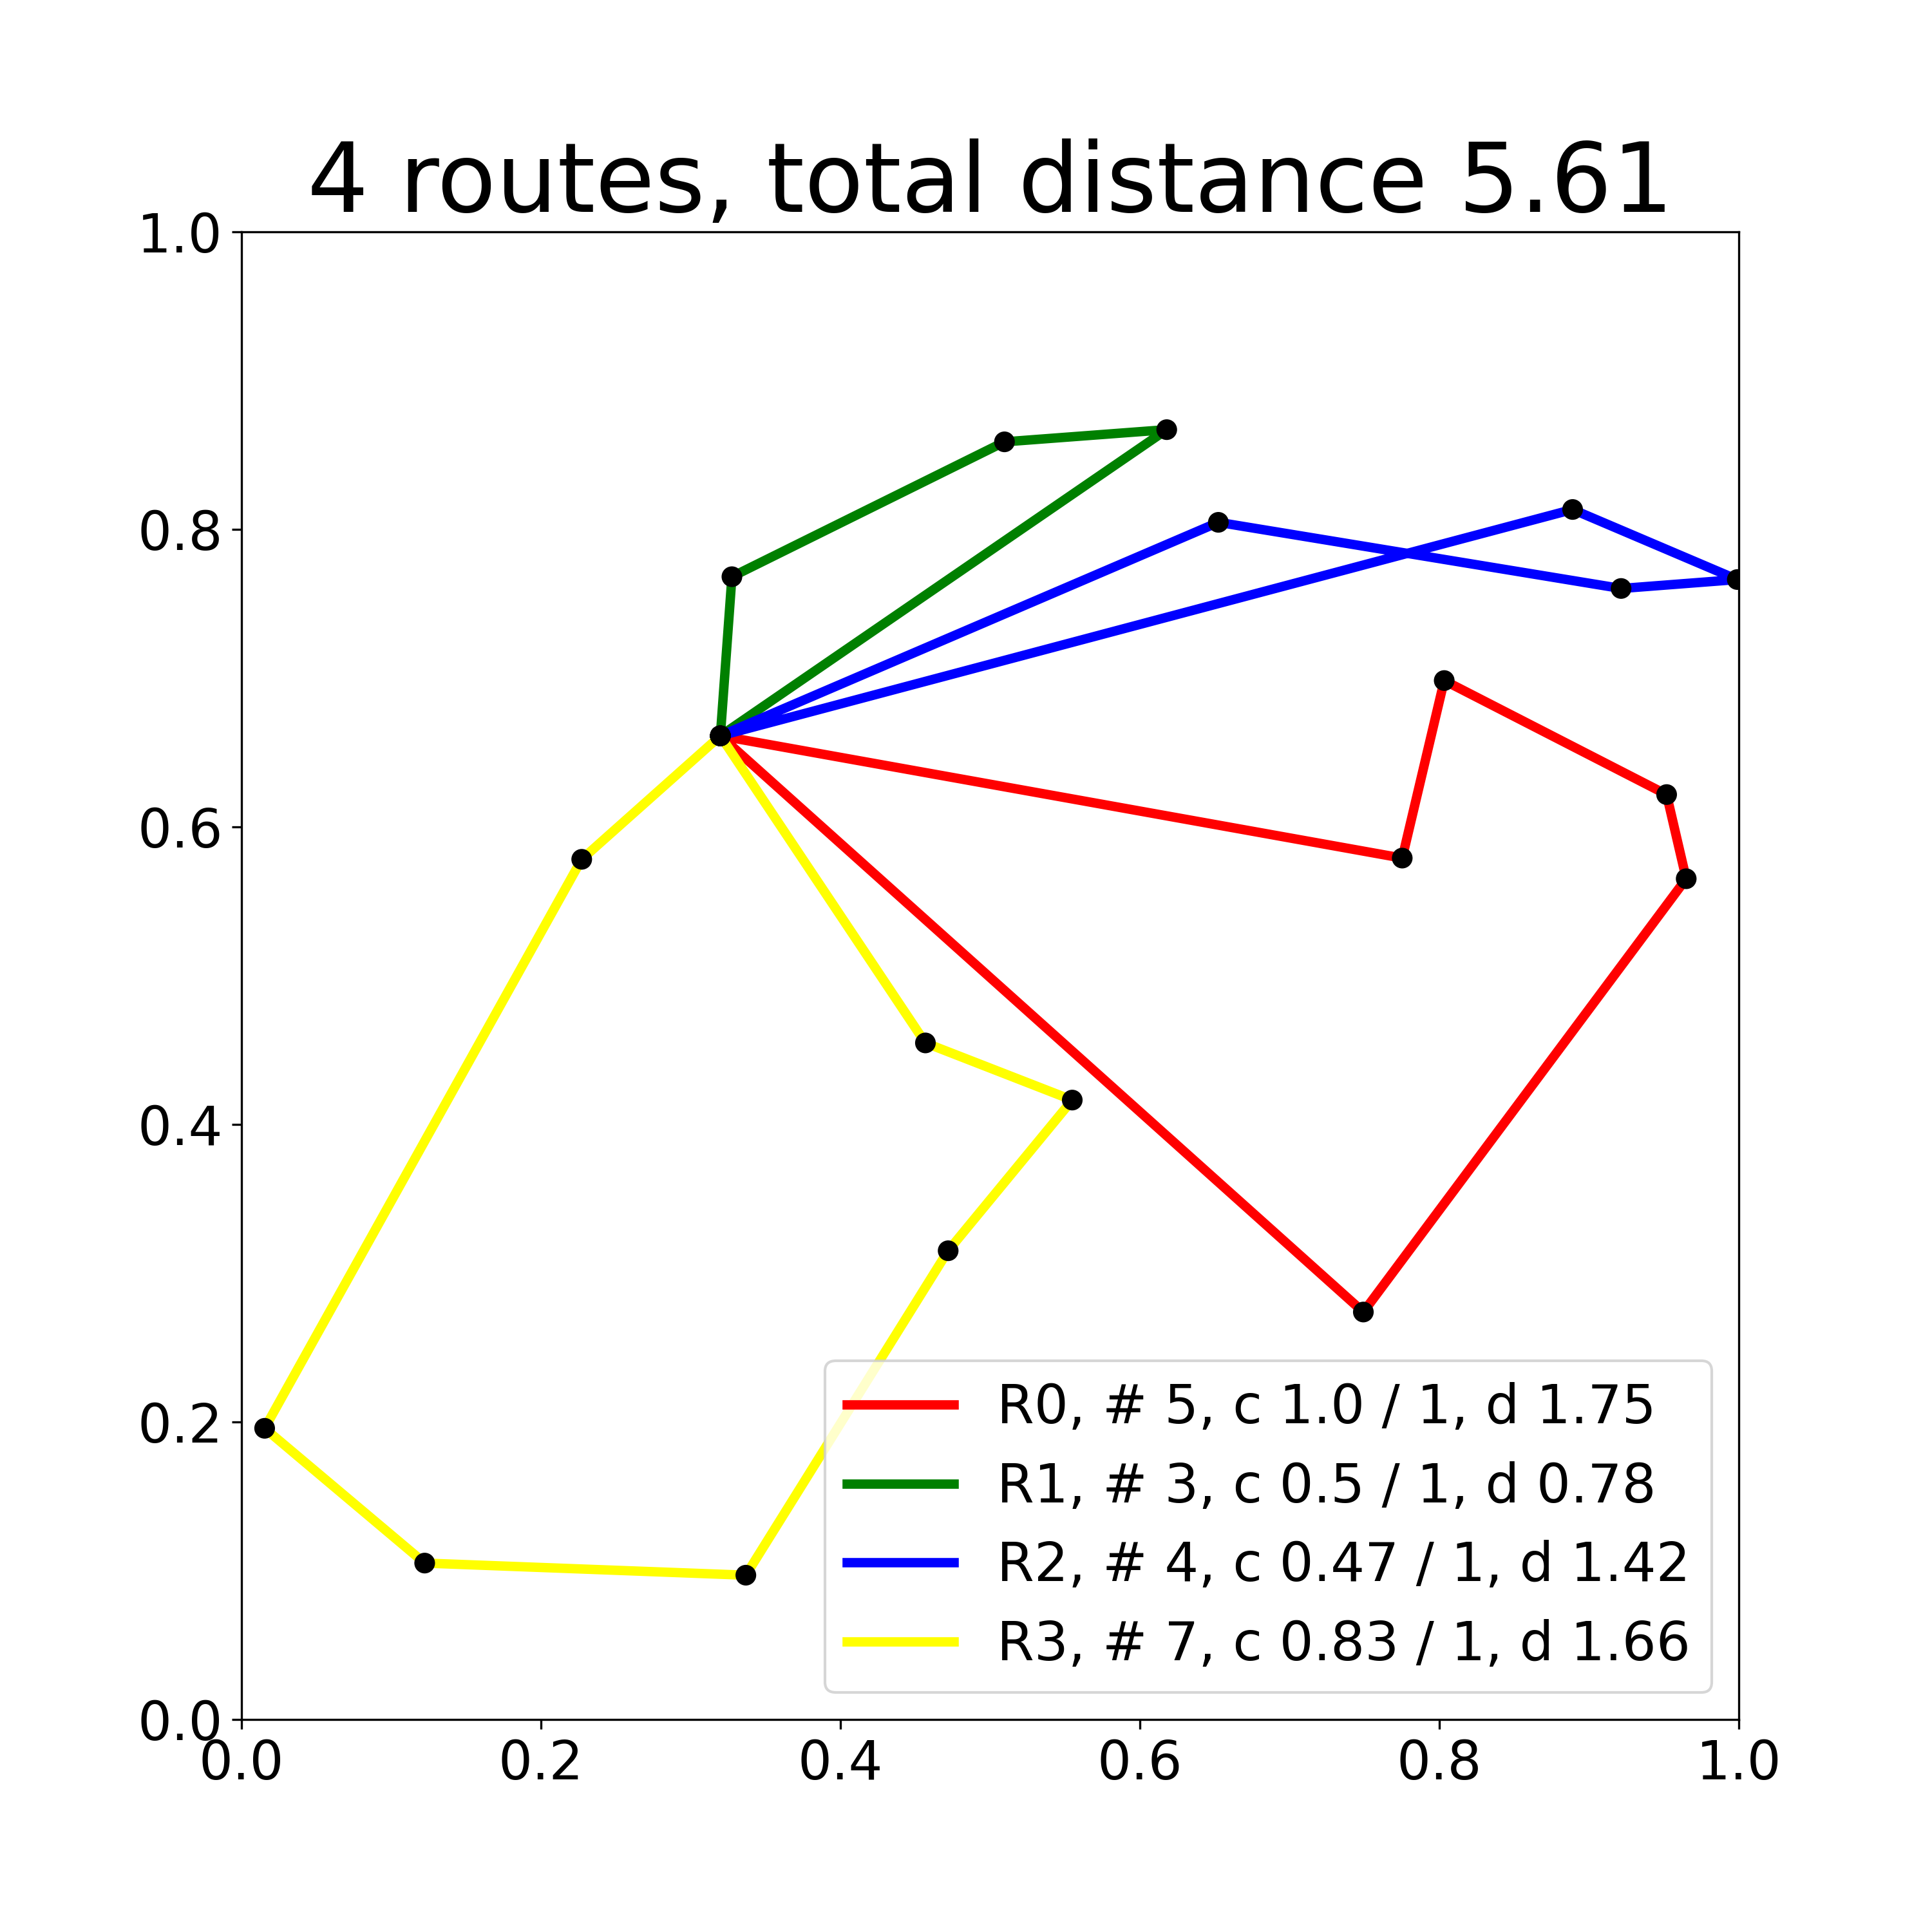 4 routes, total distance 5.61
1.0
0.8
0.6
0.4
0.2
0.0
R0, # 5, c 1.0 / 1, d 1.75
R1, # 3, c 0.5 / 1, d 0.78
R2, # 4, c 0.47 / 1, d 1.42
R3, # 7, c 0.83 / 1, d 1.66
0.0 0.2 0.4 0.6 0.8 1.0